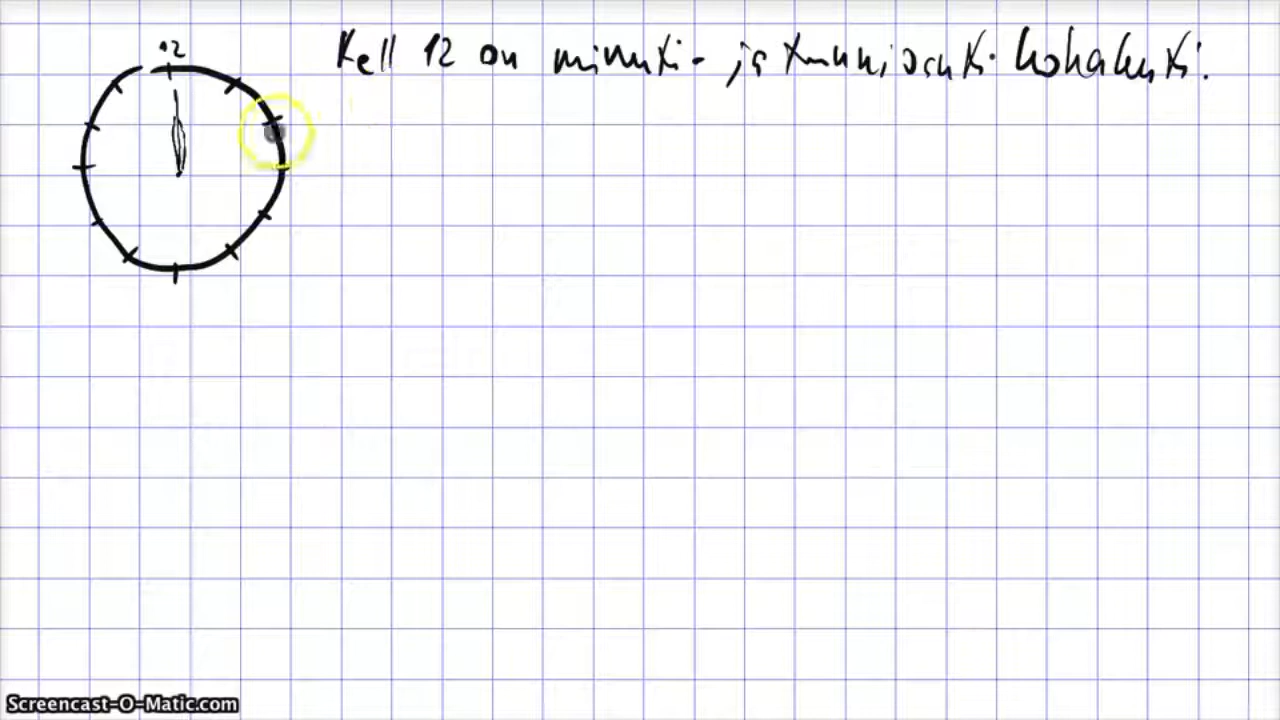 12
Kell 12 on minuti- ja tunniosuti kohakuti.
Screencast-O-Matic.com